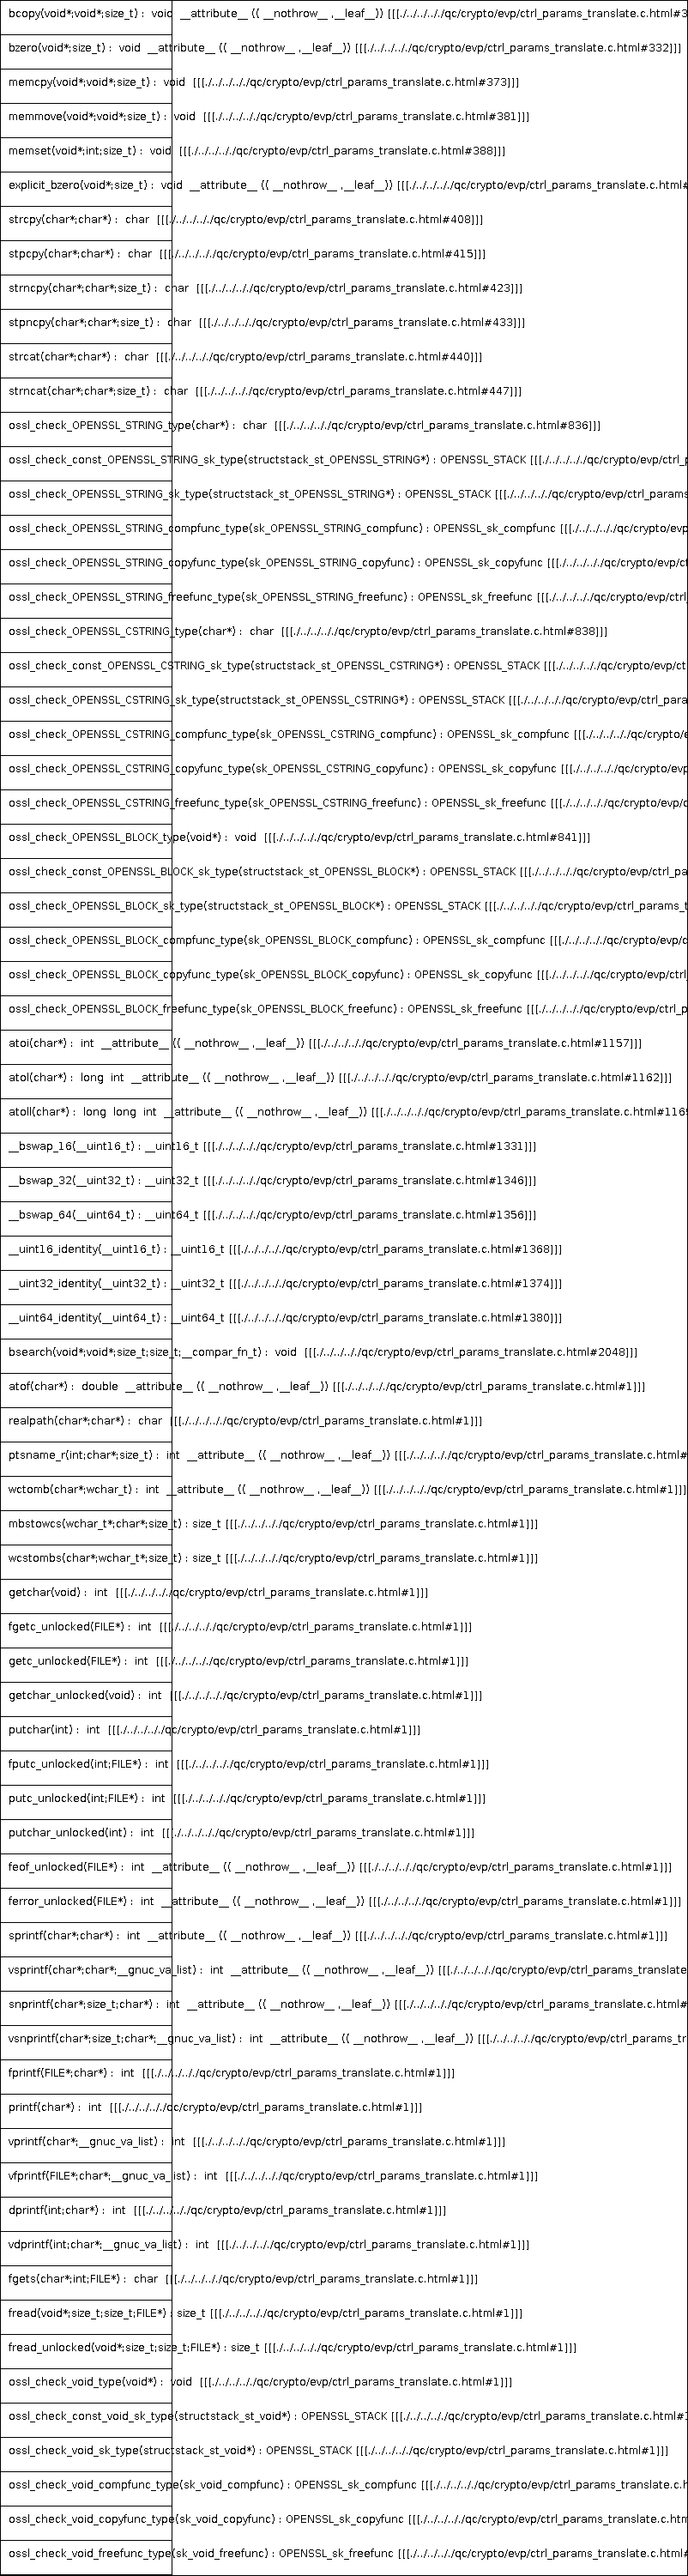 bcopy(void*;void*;size_t) :  void  __attribute__ (( __nothrow__ ,__leaf__)) [[[./../../../../qc/crypto/evp/ctrl_params_translate.c.html#3
bzero(void*;size_t) :  void  __attribute__ (( __nothrow__ ,__leaf__)) [[[./../../../../qc/crypto/evp/ctrl_params_translate.c.html#332]]]
memcpy(void*;void*;size_t) :  void  [[[./../../../../qc/crypto/evp/ctrl_params_translate.c.html#373]]]
memmove(void*;void*;size_t) :  void  [[[./../../../../qc/crypto/evp/ctrl_params_translate.c.html#381]]]
memset(void*;int;size_t) :  void  [[[./../../../../qc/crypto/evp/ctrl_params_translate.c.html#388]]]
explicit_bzero(void*;size_t) :  void  __attribute__ (( __nothrow__ ,__leaf__)) [[[./../../../../qc/crypto/evp/ctrl_params_translate.c.html#
strcpy(char*;char*) :  char  [[[./../../../../qc/crypto/evp/ctrl_params_translate.c.html#408]]]
stpcpy(char*;char*) :  char  [[[./../../../../qc/crypto/evp/ctrl_params_translate.c.html#415]]]
strncpy(char*;char*;size_t) :  char  [[[./../../../../qc/crypto/evp/ctrl_params_translate.c.html#423]]]
stpncpy(char*;char*;size_t) :  char  [[[./../../../../qc/crypto/evp/ctrl_params_translate.c.html#433]]]
strcat(char*;char*) :  char  [[[./../../../../qc/crypto/evp/ctrl_params_translate.c.html#440]]]
strncat(char*;char*;size_t) :  char  [[[./../../../../qc/crypto/evp/ctrl_params_translate.c.html#447]]]
ossl_check_OPENSSL_STRING_type(char*) :  char  [[[./../../../../qc/crypto/evp/ctrl_params_translate.c.html#836]]]
ossl_check_const_OPENSSL_STRING_sk_type(structstack_st_OPENSSL_STRING*) : OPENSSL_STACK [[[./../../../../qc/crypto/evp/ctrl_p
ossl_check_OPENSSL_STRING_sk_type(structstack_st_OPENSSL_STRING*) : OPENSSL_STACK [[[./../../../../qc/crypto/evp/ctrl_params
ossl_check_OPENSSL_STRING_compfunc_type(sk_OPENSSL_STRING_compfunc) : OPENSSL_sk_compfunc [[[./../../../../qc/crypto/evp
ossl_check_OPENSSL_STRING_copyfunc_type(sk_OPENSSL_STRING_copyfunc) : OPENSSL_sk_copyfunc [[[./../../../../qc/crypto/evp/ct
ossl_check_OPENSSL_STRING_freefunc_type(sk_OPENSSL_STRING_freefunc) : OPENSSL_sk_freefunc [[[./../../../../qc/crypto/evp/ctrl_
ossl_check_OPENSSL_CSTRING_type(char*) :  char  [[[./../../../../qc/crypto/evp/ctrl_params_translate.c.html#838]]]
ossl_check_const_OPENSSL_CSTRING_sk_type(structstack_st_OPENSSL_CSTRING*) : OPENSSL_STACK [[[./../../../../qc/crypto/evp/ct
ossl_check_OPENSSL_CSTRING_sk_type(structstack_st_OPENSSL_CSTRING*) : OPENSSL_STACK [[[./../../../../qc/crypto/evp/ctrl_para
ossl_check_OPENSSL_CSTRING_compfunc_type(sk_OPENSSL_CSTRING_compfunc) : OPENSSL_sk_compfunc [[[./../../../../qc/crypto/e
ossl_check_OPENSSL_CSTRING_copyfunc_type(sk_OPENSSL_CSTRING_copyfunc) : OPENSSL_sk_copyfunc [[[./../../../../qc/crypto/evp
ossl_check_OPENSSL_CSTRING_freefunc_type(sk_OPENSSL_CSTRING_freefunc) : OPENSSL_sk_freefunc [[[./../../../../qc/crypto/evp/c
ossl_check_OPENSSL_BLOCK_type(void*) :  void  [[[./../../../../qc/crypto/evp/ctrl_params_translate.c.html#841]]]
ossl_check_const_OPENSSL_BLOCK_sk_type(structstack_st_OPENSSL_BLOCK*) : OPENSSL_STACK [[[./../../../../qc/crypto/evp/ctrl_pa
ossl_check_OPENSSL_BLOCK_sk_type(structstack_st_OPENSSL_BLOCK*) : OPENSSL_STACK [[[./../../../../qc/crypto/evp/ctrl_params_t
ossl_check_OPENSSL_BLOCK_compfunc_type(sk_OPENSSL_BLOCK_compfunc) : OPENSSL_sk_compfunc [[[./../../../../qc/crypto/evp/c
ossl_check_OPENSSL_BLOCK_copyfunc_type(sk_OPENSSL_BLOCK_copyfunc) : OPENSSL_sk_copyfunc [[[./../../../../qc/crypto/evp/ctrl_
ossl_check_OPENSSL_BLOCK_freefunc_type(sk_OPENSSL_BLOCK_freefunc) : OPENSSL_sk_freefunc [[[./../../../../qc/crypto/evp/ctrl_p
atoi(char*) :  int  __attribute__ (( __nothrow__ ,__leaf__)) [[[./../../../../qc/crypto/evp/ctrl_params_translate.c.html#1157]]]
atol(char*) :  long  int  __attribute__ (( __nothrow__ ,__leaf__)) [[[./../../../../qc/crypto/evp/ctrl_params_translate.c.html#1162]]]
atoll(char*) :  long  long  int  __attribute__ (( __nothrow__ ,__leaf__)) [[[./../../../../qc/crypto/evp/ctrl_params_translate.c.html#1169
__bswap_16(__uint16_t) : __uint16_t [[[./../../../../qc/crypto/evp/ctrl_params_translate.c.html#1331]]]
__bswap_32(__uint32_t) : __uint32_t [[[./../../../../qc/crypto/evp/ctrl_params_translate.c.html#1346]]]
__bswap_64(__uint64_t) : __uint64_t [[[./../../../../qc/crypto/evp/ctrl_params_translate.c.html#1356]]]
__uint16_identity(__uint16_t) : __uint16_t [[[./../../../../qc/crypto/evp/ctrl_params_translate.c.html#1368]]]
__uint32_identity(__uint32_t) : __uint32_t [[[./../../../../qc/crypto/evp/ctrl_params_translate.c.html#1374]]]
__uint64_identity(__uint64_t) : __uint64_t [[[./../../../../qc/crypto/evp/ctrl_params_translate.c.html#1380]]]
bsearch(void*;void*;size_t;size_t;__compar_fn_t) :  void  [[[./../../../../qc/crypto/evp/ctrl_params_translate.c.html#2048]]]
atof(char*) :  double  __attribute__ (( __nothrow__ ,__leaf__)) [[[./../../../../qc/crypto/evp/ctrl_params_translate.c.html#1]]]
realpath(char*;char*) :  char  [[[./../../../../qc/crypto/evp/ctrl_params_translate.c.html#1]]]
ptsname_r(int;char*;size_t) :  int  __attribute__ (( __nothrow__ ,__leaf__)) [[[./../../../../qc/crypto/evp/ctrl_params_translate.c.html#
wctomb(char*;wchar_t) :  int  __attribute__ (( __nothrow__ ,__leaf__)) [[[./../../../../qc/crypto/evp/ctrl_params_translate.c.html#1]]]
mbstowcs(wchar_t*;char*;size_t) : size_t [[[./../../../../qc/crypto/evp/ctrl_params_translate.c.html#1]]]
wcstombs(char*;wchar_t*;size_t) : size_t [[[./../../../../qc/crypto/evp/ctrl_params_translate.c.html#1]]]
getchar(void) :  int  [[[./../../../../qc/crypto/evp/ctrl_params_translate.c.html#1]]]
fgetc_unlocked(FILE*) :  int  [[[./../../../../qc/crypto/evp/ctrl_params_translate.c.html#1]]]
getc_unlocked(FILE*) :  int  [[[./../../../../qc/crypto/evp/ctrl_params_translate.c.html#1]]]
getchar_unlocked(void) :  int  [[[./../../../../qc/crypto/evp/ctrl_params_translate.c.html#1]]]
putchar(int) :  int  [[[./../../../../qc/crypto/evp/ctrl_params_translate.c.html#1]]]
fputc_unlocked(int;FILE*) :  int  [[[./../../../../qc/crypto/evp/ctrl_params_translate.c.html#1]]]
putc_unlocked(int;FILE*) :  int  [[[./../../../../qc/crypto/evp/ctrl_params_translate.c.html#1]]]
putchar_unlocked(int) :  int  [[[./../../../../qc/crypto/evp/ctrl_params_translate.c.html#1]]]
feof_unlocked(FILE*) :  int  __attribute__ (( __nothrow__ ,__leaf__)) [[[./../../../../qc/crypto/evp/ctrl_params_translate.c.html#1]]]
ferror_unlocked(FILE*) :  int  __attribute__ (( __nothrow__ ,__leaf__)) [[[./../../../../qc/crypto/evp/ctrl_params_translate.c.html#1]]]
sprintf(char*;char*) :  int  __attribute__ (( __nothrow__ ,__leaf__)) [[[./../../../../qc/crypto/evp/ctrl_params_translate.c.html#1]]]
vsprintf(char*;char*;__gnuc_va_list) :  int  __attribute__ (( __nothrow__ ,__leaf__)) [[[./../../../../qc/crypto/evp/ctrl_params_translate
snprintf(char*;size_t;char*) :  int  __attribute__ (( __nothrow__ ,__leaf__)) [[[./../../../../qc/crypto/evp/ctrl_params_translate.c.html#
vsnprintf(char*;size_t;char*;__gnuc_va_list) :  int  __attribute__ (( __nothrow__ ,__leaf__)) [[[./../../../../qc/crypto/evp/ctrl_params_tr
fprintf(FILE*;char*) :  int  [[[./../../../../qc/crypto/evp/ctrl_params_translate.c.html#1]]]
printf(char*) :  int  [[[./../../../../qc/crypto/evp/ctrl_params_translate.c.html#1]]]
vprintf(char*;__gnuc_va_list) :  int  [[[./../../../../qc/crypto/evp/ctrl_params_translate.c.html#1]]]
vfprintf(FILE*;char*;__gnuc_va_list) :  int  [[[./../../../../qc/crypto/evp/ctrl_params_translate.c.html#1]]]
dprintf(int;char*) :  int  [[[./../../../../qc/crypto/evp/ctrl_params_translate.c.html#1]]]
vdprintf(int;char*;__gnuc_va_list) :  int  [[[./../../../../qc/crypto/evp/ctrl_params_translate.c.html#1]]]
fgets(char*;int;FILE*) :  char  [[[./../../../../qc/crypto/evp/ctrl_params_translate.c.html#1]]]
fread(void*;size_t;size_t;FILE*) : size_t [[[./../../../../qc/crypto/evp/ctrl_params_translate.c.html#1]]]
fread_unlocked(void*;size_t;size_t;FILE*) : size_t [[[./../../../../qc/crypto/evp/ctrl_params_translate.c.html#1]]]
ossl_check_void_type(void*) :  void  [[[./../../../../qc/crypto/evp/ctrl_params_translate.c.html#1]]]
ossl_check_const_void_sk_type(structstack_st_void*) : OPENSSL_STACK [[[./../../../../qc/crypto/evp/ctrl_params_translate.c.html#1
ossl_check_void_sk_type(structstack_st_void*) : OPENSSL_STACK [[[./../../../../qc/crypto/evp/ctrl_params_translate.c.html#1]]]
ossl_check_void_compfunc_type(sk_void_compfunc) : OPENSSL_sk_compfunc [[[./../../../../qc/crypto/evp/ctrl_params_translate.c.h
ossl_check_void_copyfunc_type(sk_void_copyfunc) : OPENSSL_sk_copyfunc [[[./../../../../qc/crypto/evp/ctrl_params_translate.c.htm
ossl_check_void_freefunc_type(sk_void_freefunc) : OPENSSL_sk_freefunc [[[./../../../../qc/crypto/evp/ctrl_params_translate.c.html#